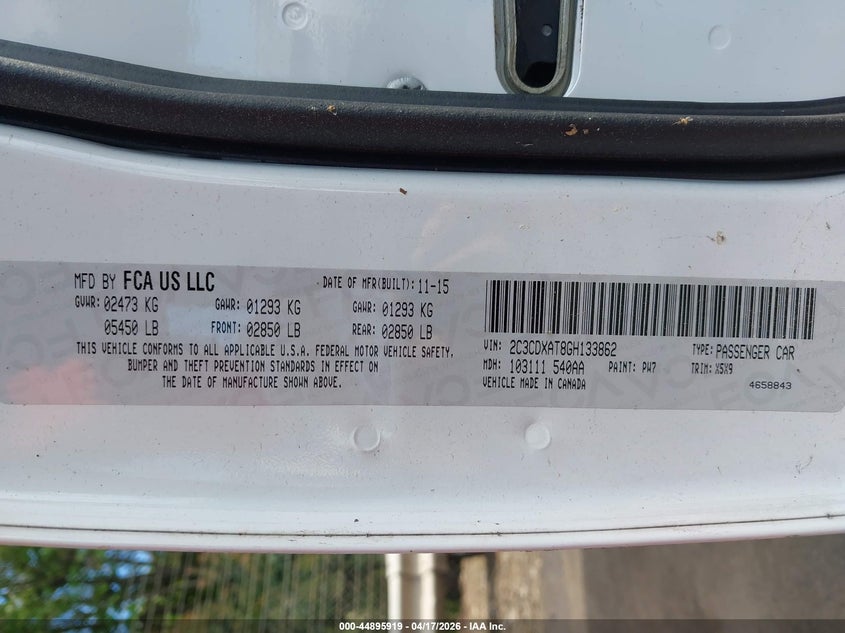 MFD BY FCA US LLC DATE OF MFR(BUILT): 11-15
GVWR: 02473 KG GAWR: 01293 KG GAWR: 01293 KG
05450 LB FRONT: 02850 LB REAR: 02850 LB
THIS VEHICLE CONFORMS TO ALL APPLICABLE U.S.A. FEDERAL MOTOR VEHICLE SAFETY,
BUMPER AND THEFT PREVENTION STANDARDS IN EFFECT ON
THE DATE OF MANUFACTURE SHOWN ABOVE.
VIN: 2C3CDXAT8GH133862 TYPE: PASSENGER CAR
MDH: 103111 540AA PAINT: PW7 TRIM: X5X9
VEHICLE MADE IN CANADA 4658843
000-44895919 - 04/17/2026 - IAA Inc.